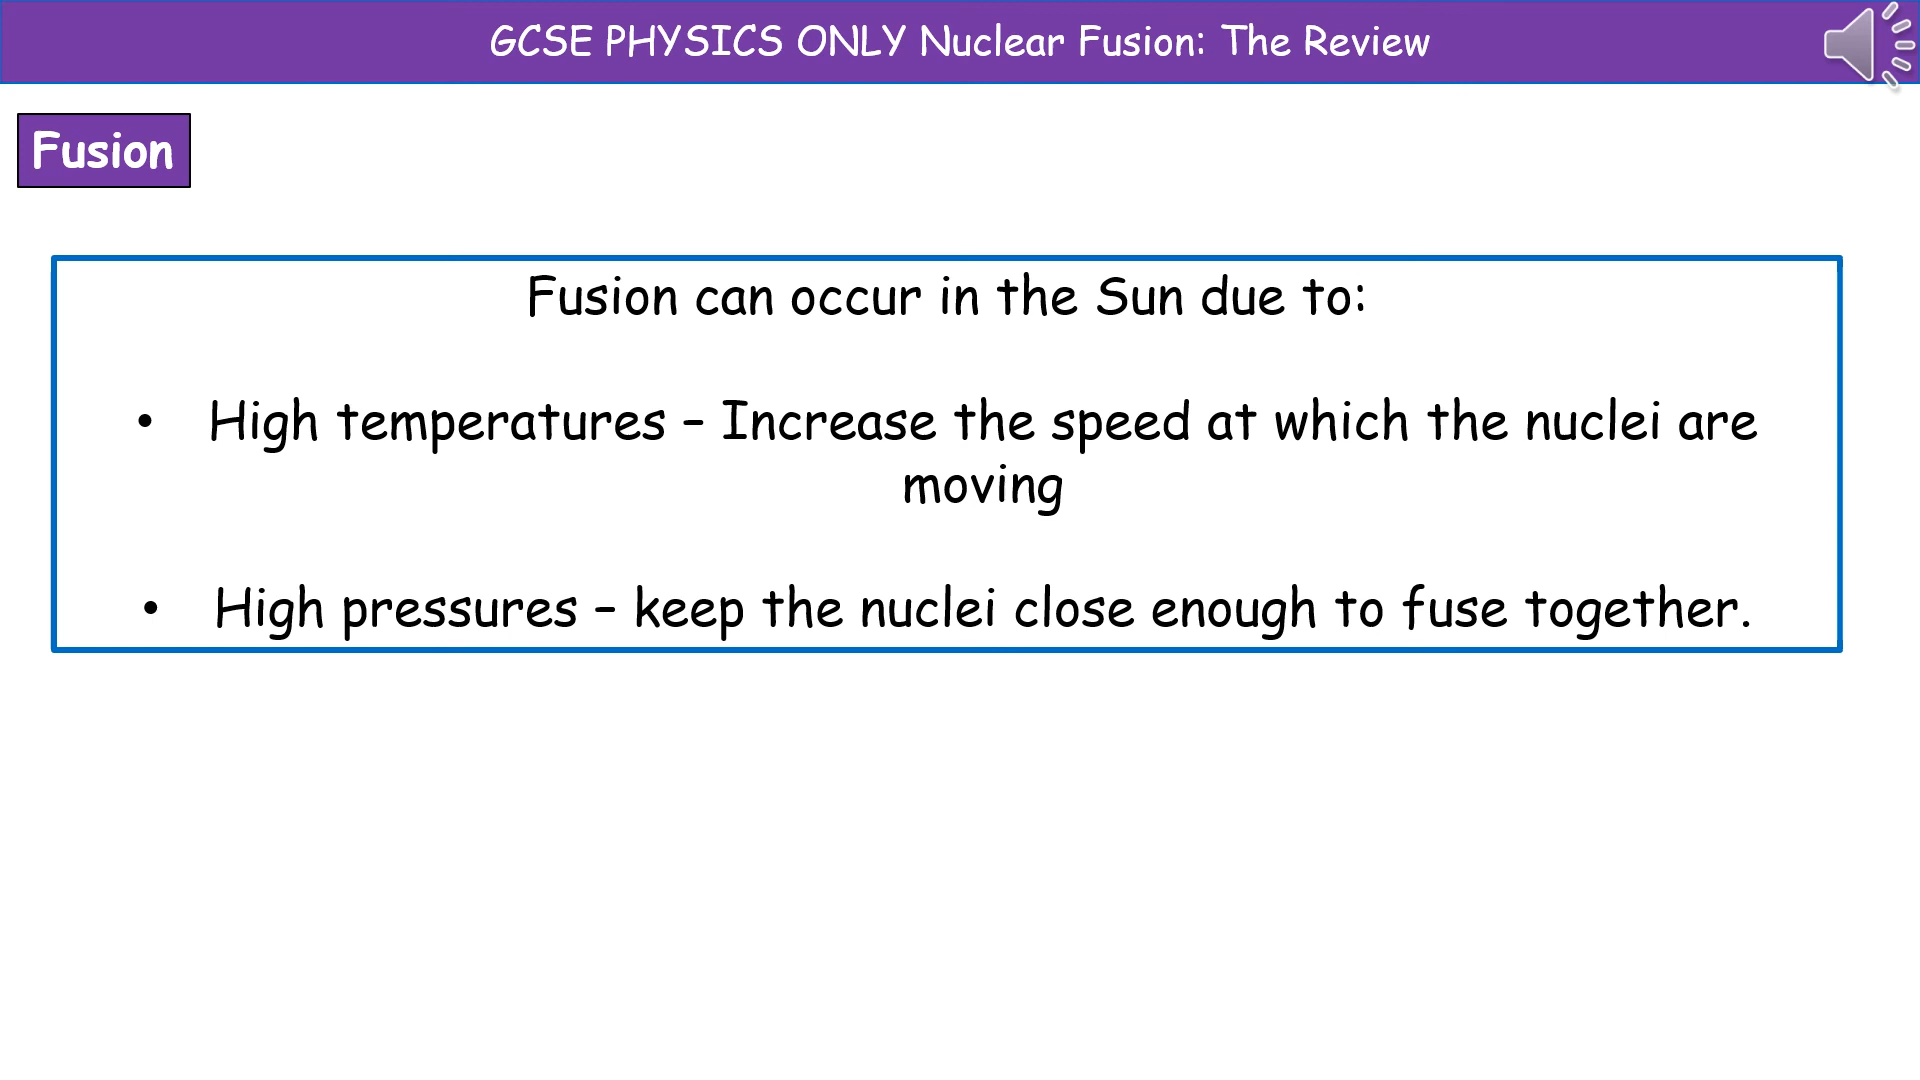 GCSE PHYSICS ONLY Nuclear Fusion: The Review
Fusion
Fusion can occur in the Sun due to:
• High temperatures – Increase the speed at which the nuclei are
moving
• High pressures – keep the nuclei close enough to fuse together.